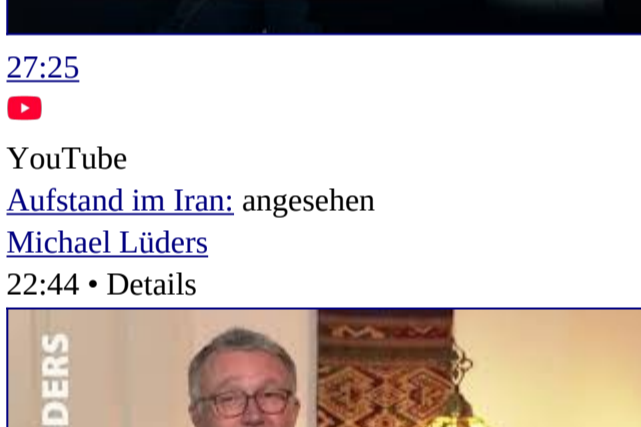 27:25
YouTube
Aufstand im Iran: angesehen
Michael Lüders
22:44 • Details
DERS